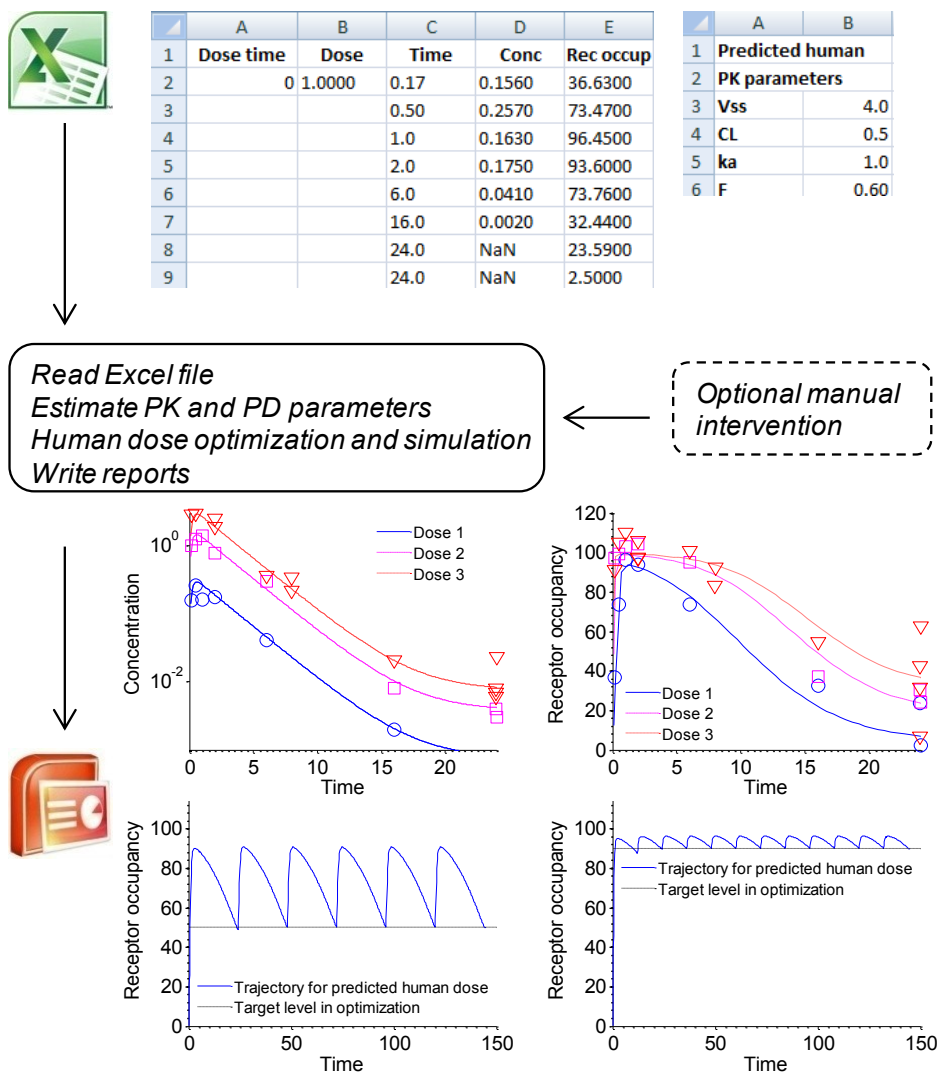 A B C D E
1 Dose time Dose Time Conc Rec occup
2 0 1.0000 0.17 0.1560 36.6300
3 0.50 0.2570 73.4700
4 1.0 0.1630 96.4500
5 2.0 0.1750 93.6000
6 6.0 0.0410 73.7600
7 16.0 0.0020 32.4400
8 24.0 NaN 23.5900
9 24.0 NaN 2.5000
A B
1 Predicted human
2 PK parameters
3 Vss 4.0
4 CL 0.5
5 ka 1.0
6 F 0.60
Read Excel file
Estimate PK and PD parameters
Human dose optimization and simulation
Write reports
Optional manual
intervention
Concentration
10^0
10^-2
Dose 1
Dose 2
Dose 3
0 5 10 15 20
Time
Receptor occupancy
120
100
80
60
40
20
0
Dose 1
Dose 2
Dose 3
0 5 10 15 20
Time
Receptor occupancy
100
80
60
40
20
0
Trajectory for predicted human dose
Target level in optimization
0 50 100 150
Time
Receptor occupancy
100
80
60
40
20
0
Trajectory for predicted human dose
Target level in optimization
0 50 100 150
Time